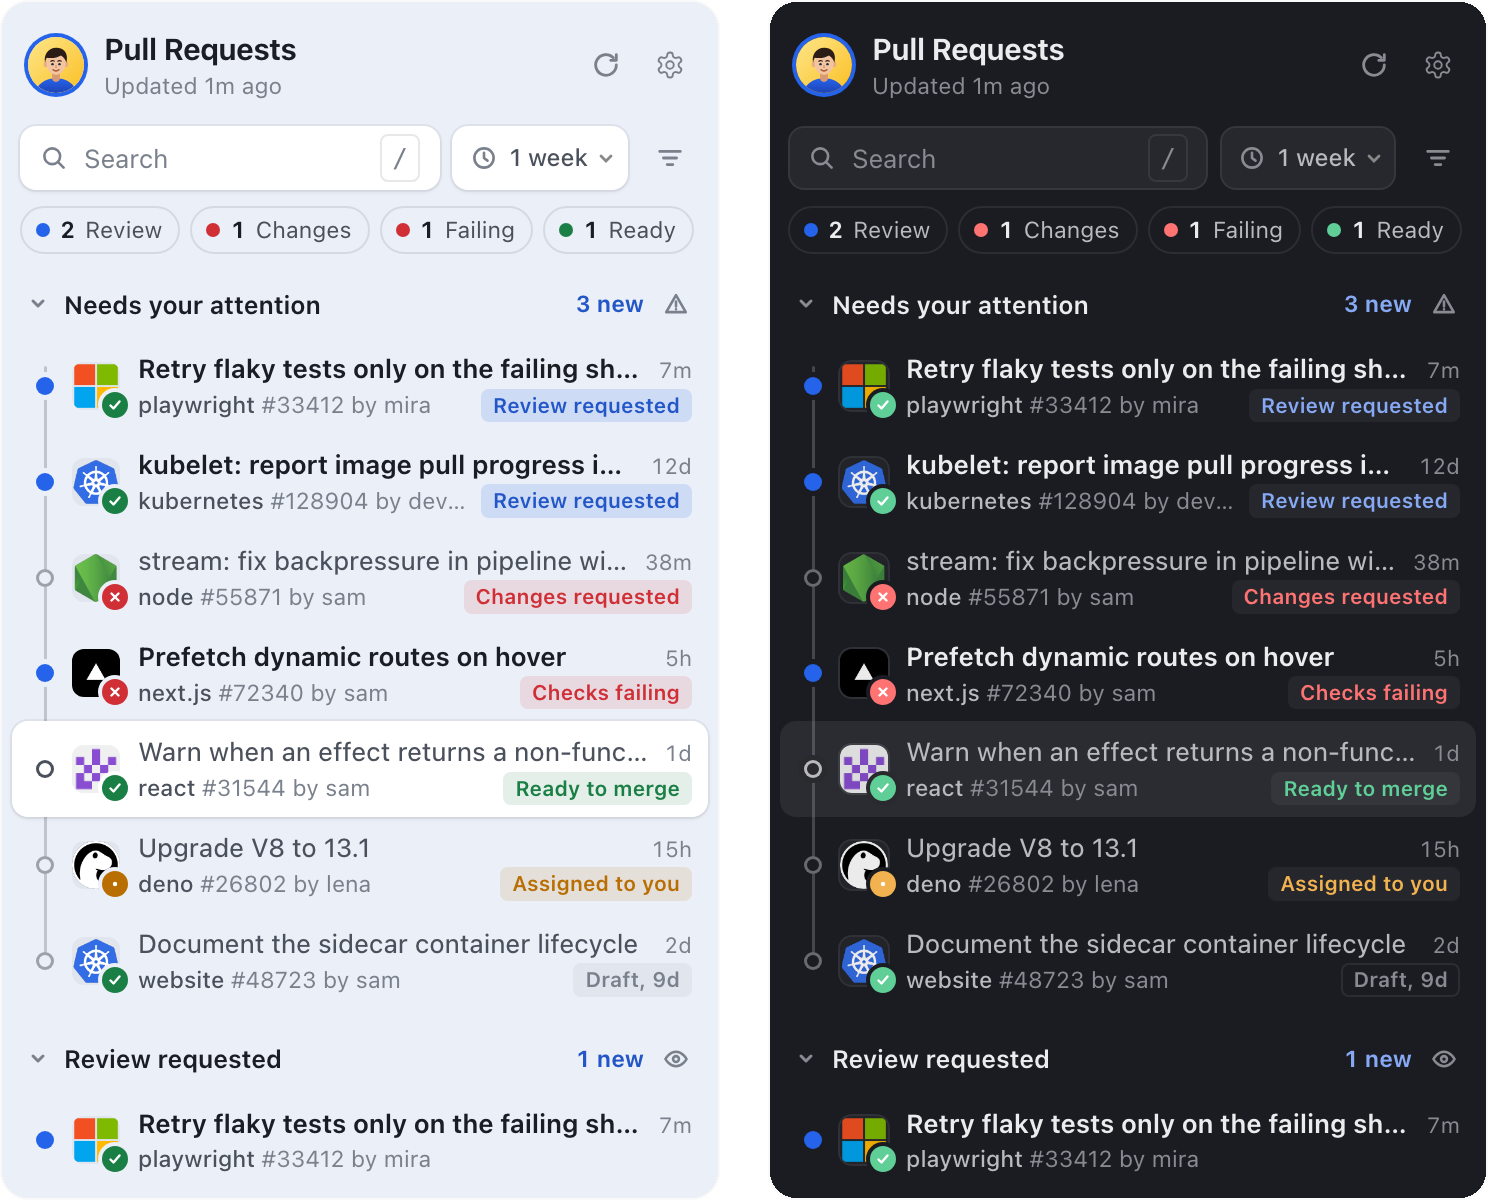 Pull Requests
Updated 1m ago
Search /
1 week
2 Review
1 Changes
1 Failing
1 Ready
Needs your attention 3 new
Retry flaky tests only on the failing sh... 7m
playwright #33412 by mira Review requested
kubelet: report image pull progress i... 12d
kubernetes #128904 by dev... Review requested
stream: fix backpressure in pipeline wi... 38m
node #55871 by sam Changes requested
Prefetch dynamic routes on hover 5h
next.js #72340 by sam Checks failing
Warn when an effect returns a non-func... 1d
react #31544 by sam Ready to merge
Upgrade V8 to 13.1 15h
deno #26802 by lena Assigned to you
Document the sidecar container lifecycle 2d
website #48723 by sam Draft, 9d
Review requested 1 new
Retry flaky tests only on the failing sh... 7m
playwright #33412 by mira
Pull Requests
Updated 1m ago
Search /
1 week
2 Review
1 Changes
1 Failing
1 Ready
Needs your attention 3 new
Retry flaky tests only on the failing sh... 7m
playwright #33412 by mira Review requested
kubelet: report image pull progress i... 12d
kubernetes #128904 by dev... Review requested
stream: fix backpressure in pipeline wi... 38m
node #55871 by sam Changes requested
Prefetch dynamic routes on hover 5h
next.js #72340 by sam Checks failing
Warn when an effect returns a non-func... 1d
react #31544 by sam Ready to merge
Upgrade V8 to 13.1 15h
deno #26802 by lena Assigned to you
Document the sidecar container lifecycle 2d
website #48723 by sam Draft, 9d
Review requested 1 new
Retry flaky tests only on the failing sh... 7m
playwright #33412 by mira